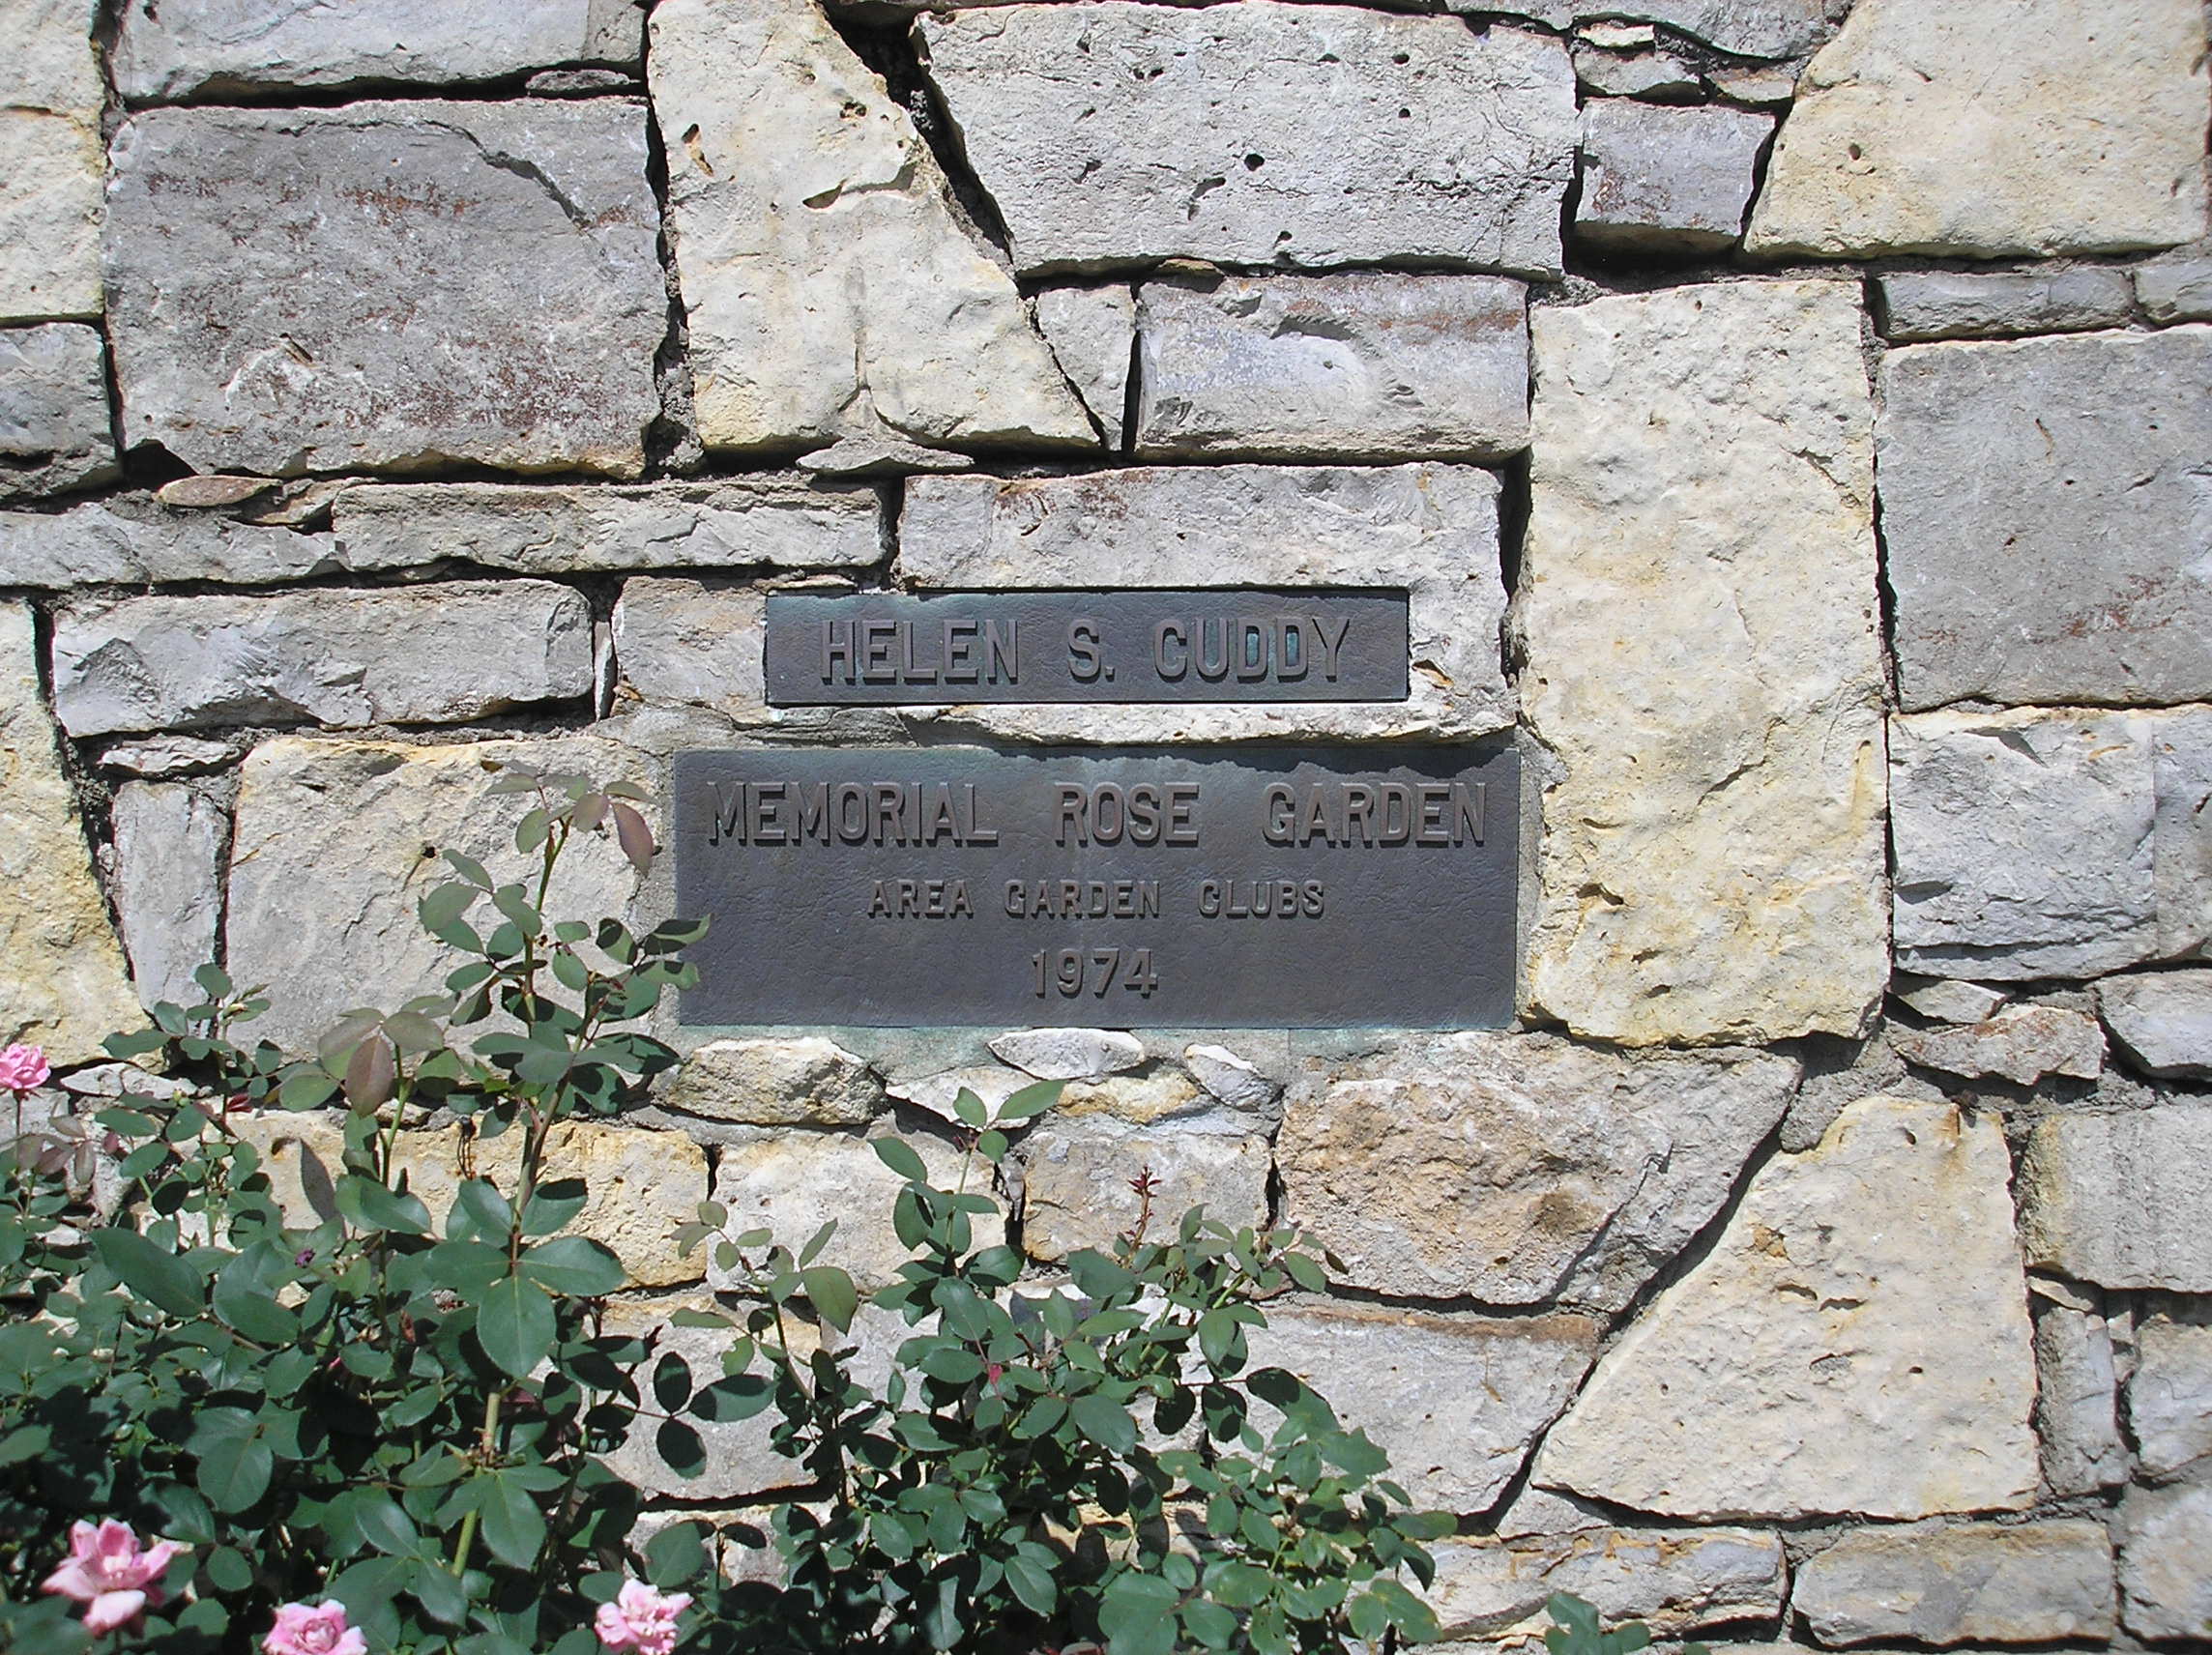 HELEN S. CUDDY
MEMORIAL ROSE GARDEN
AREA GARDEN CLUBS
1974